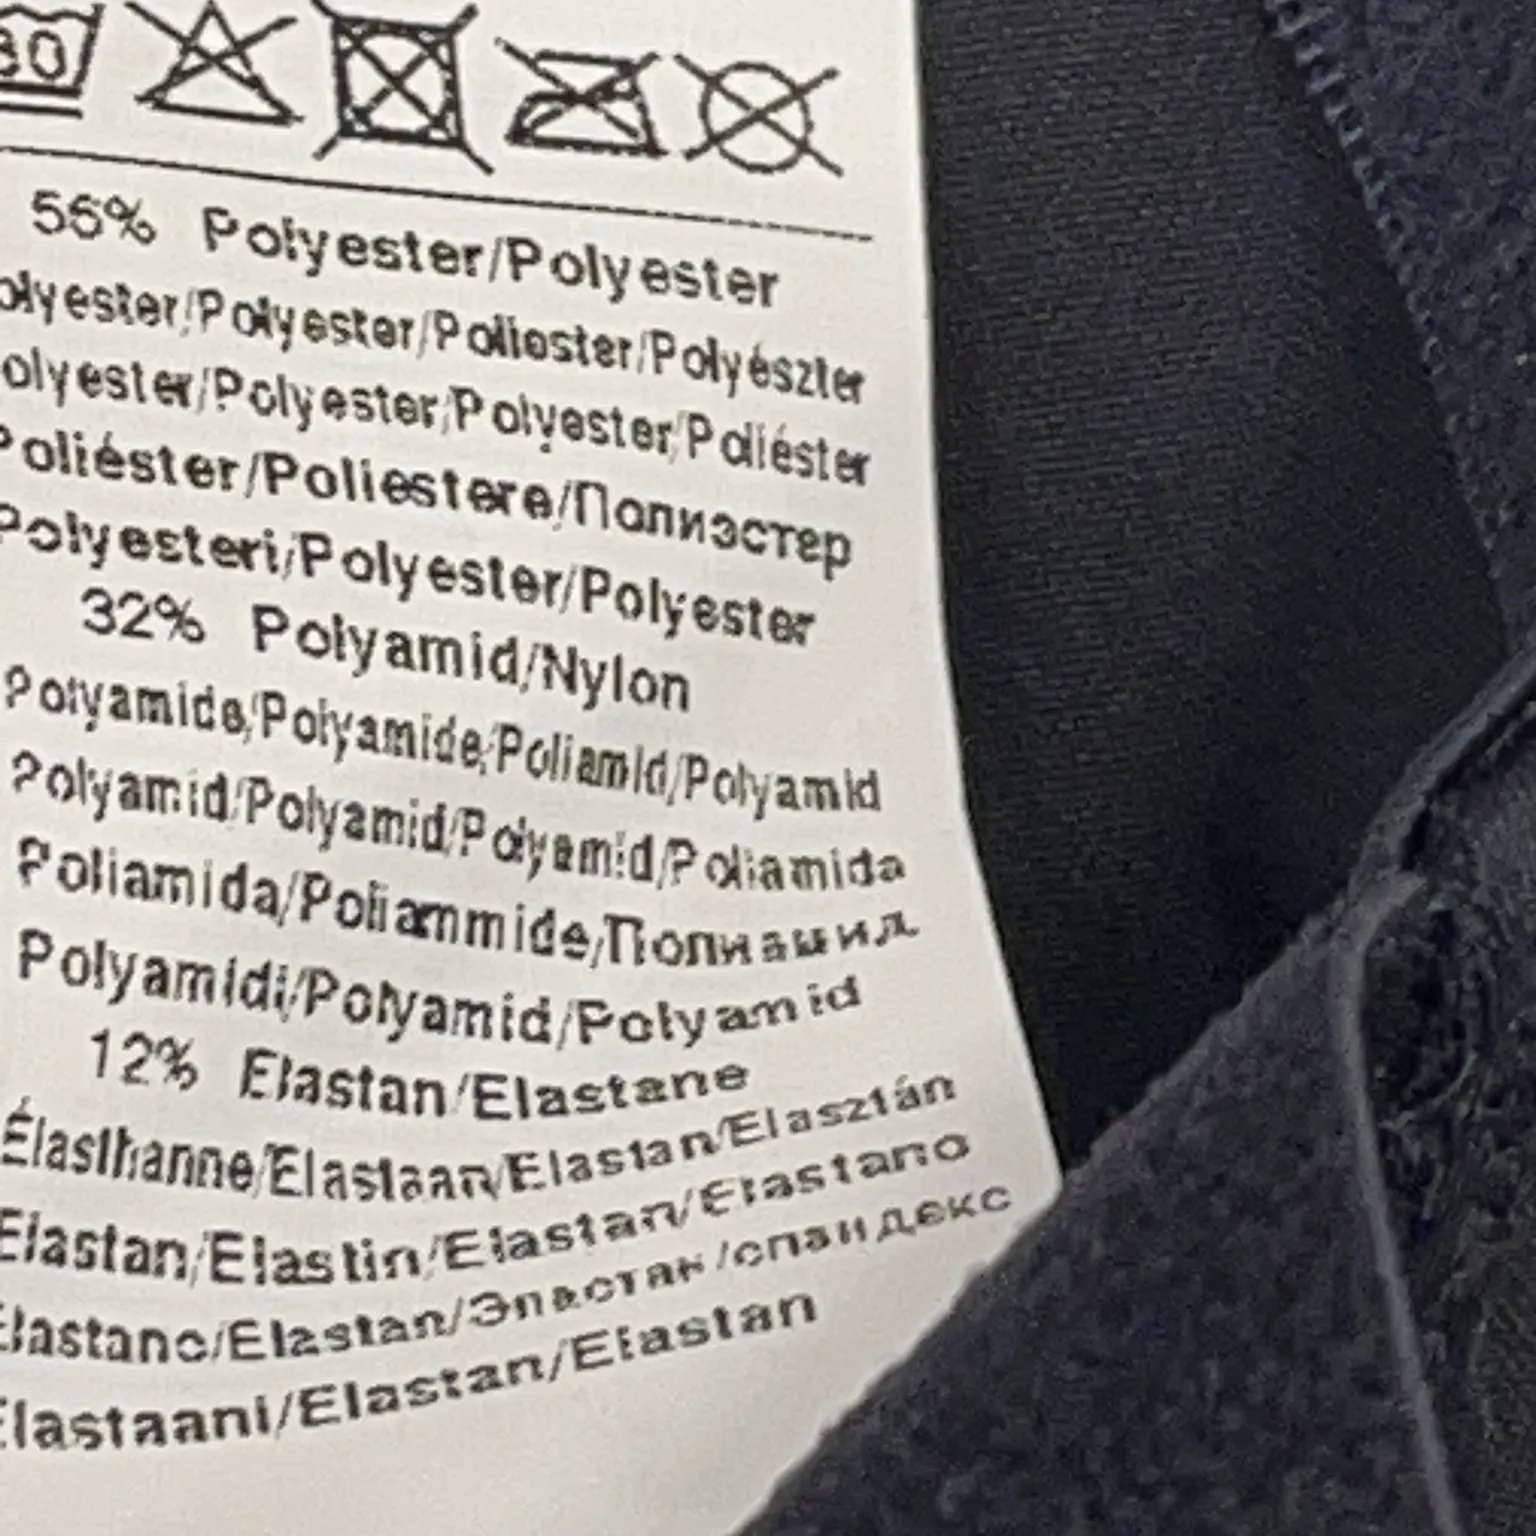 30
56% Polyester/Polyester
olyester/Polyester/Poliester/Polyészter
olyester/Polyester/Polyester/Poliéster
Poliéster/Poliestere/Полиэстер
Polyesteri/Polyester/Polyester
32% Polyamid/Nylon
Polyamide/Polyamide/Poliamid/Polyamid
Polyamid/Polyamid/Polyamid/Poliamida
Poliamida/Poliammide/Полиамид
Polyamidi/Polyamid/Polyamid
12% Elastan/Elastane
Élasthanne/Elastaan/Elastan/Elasztán
Elastan/Elastin/Elastan/Elastano
Elastano/Elastan/Эластан/спандекс
Elastaani/Elastan/Elastan